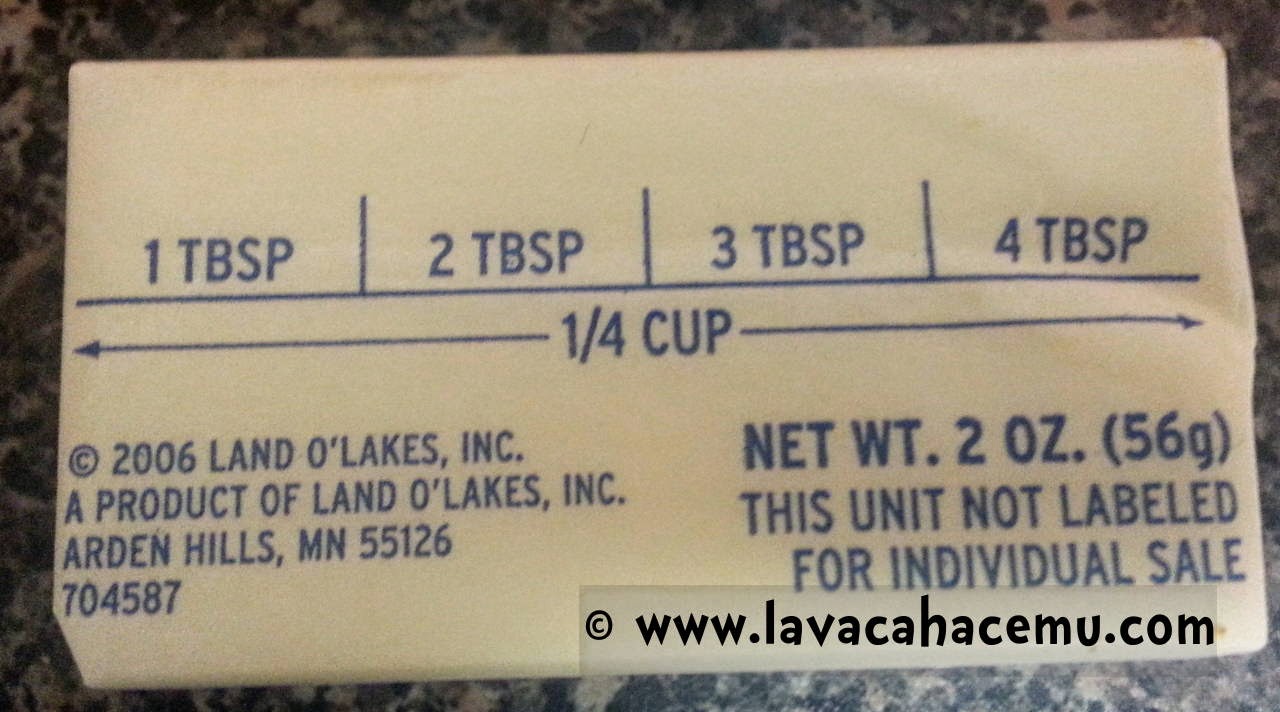 1 TBSP 2 TBSP 3 TBSP 4 TBSP
1/4 CUP
© 2006 LAND O'LAKES, INC.
A PRODUCT OF LAND O'LAKES, INC.
ARDEN HILLS, MN 55126
704587
NET WT. 2 OZ. (56g)
THIS UNIT NOT LABELED
FOR INDIVIDUAL SALE
© www.lavacahacemu.com